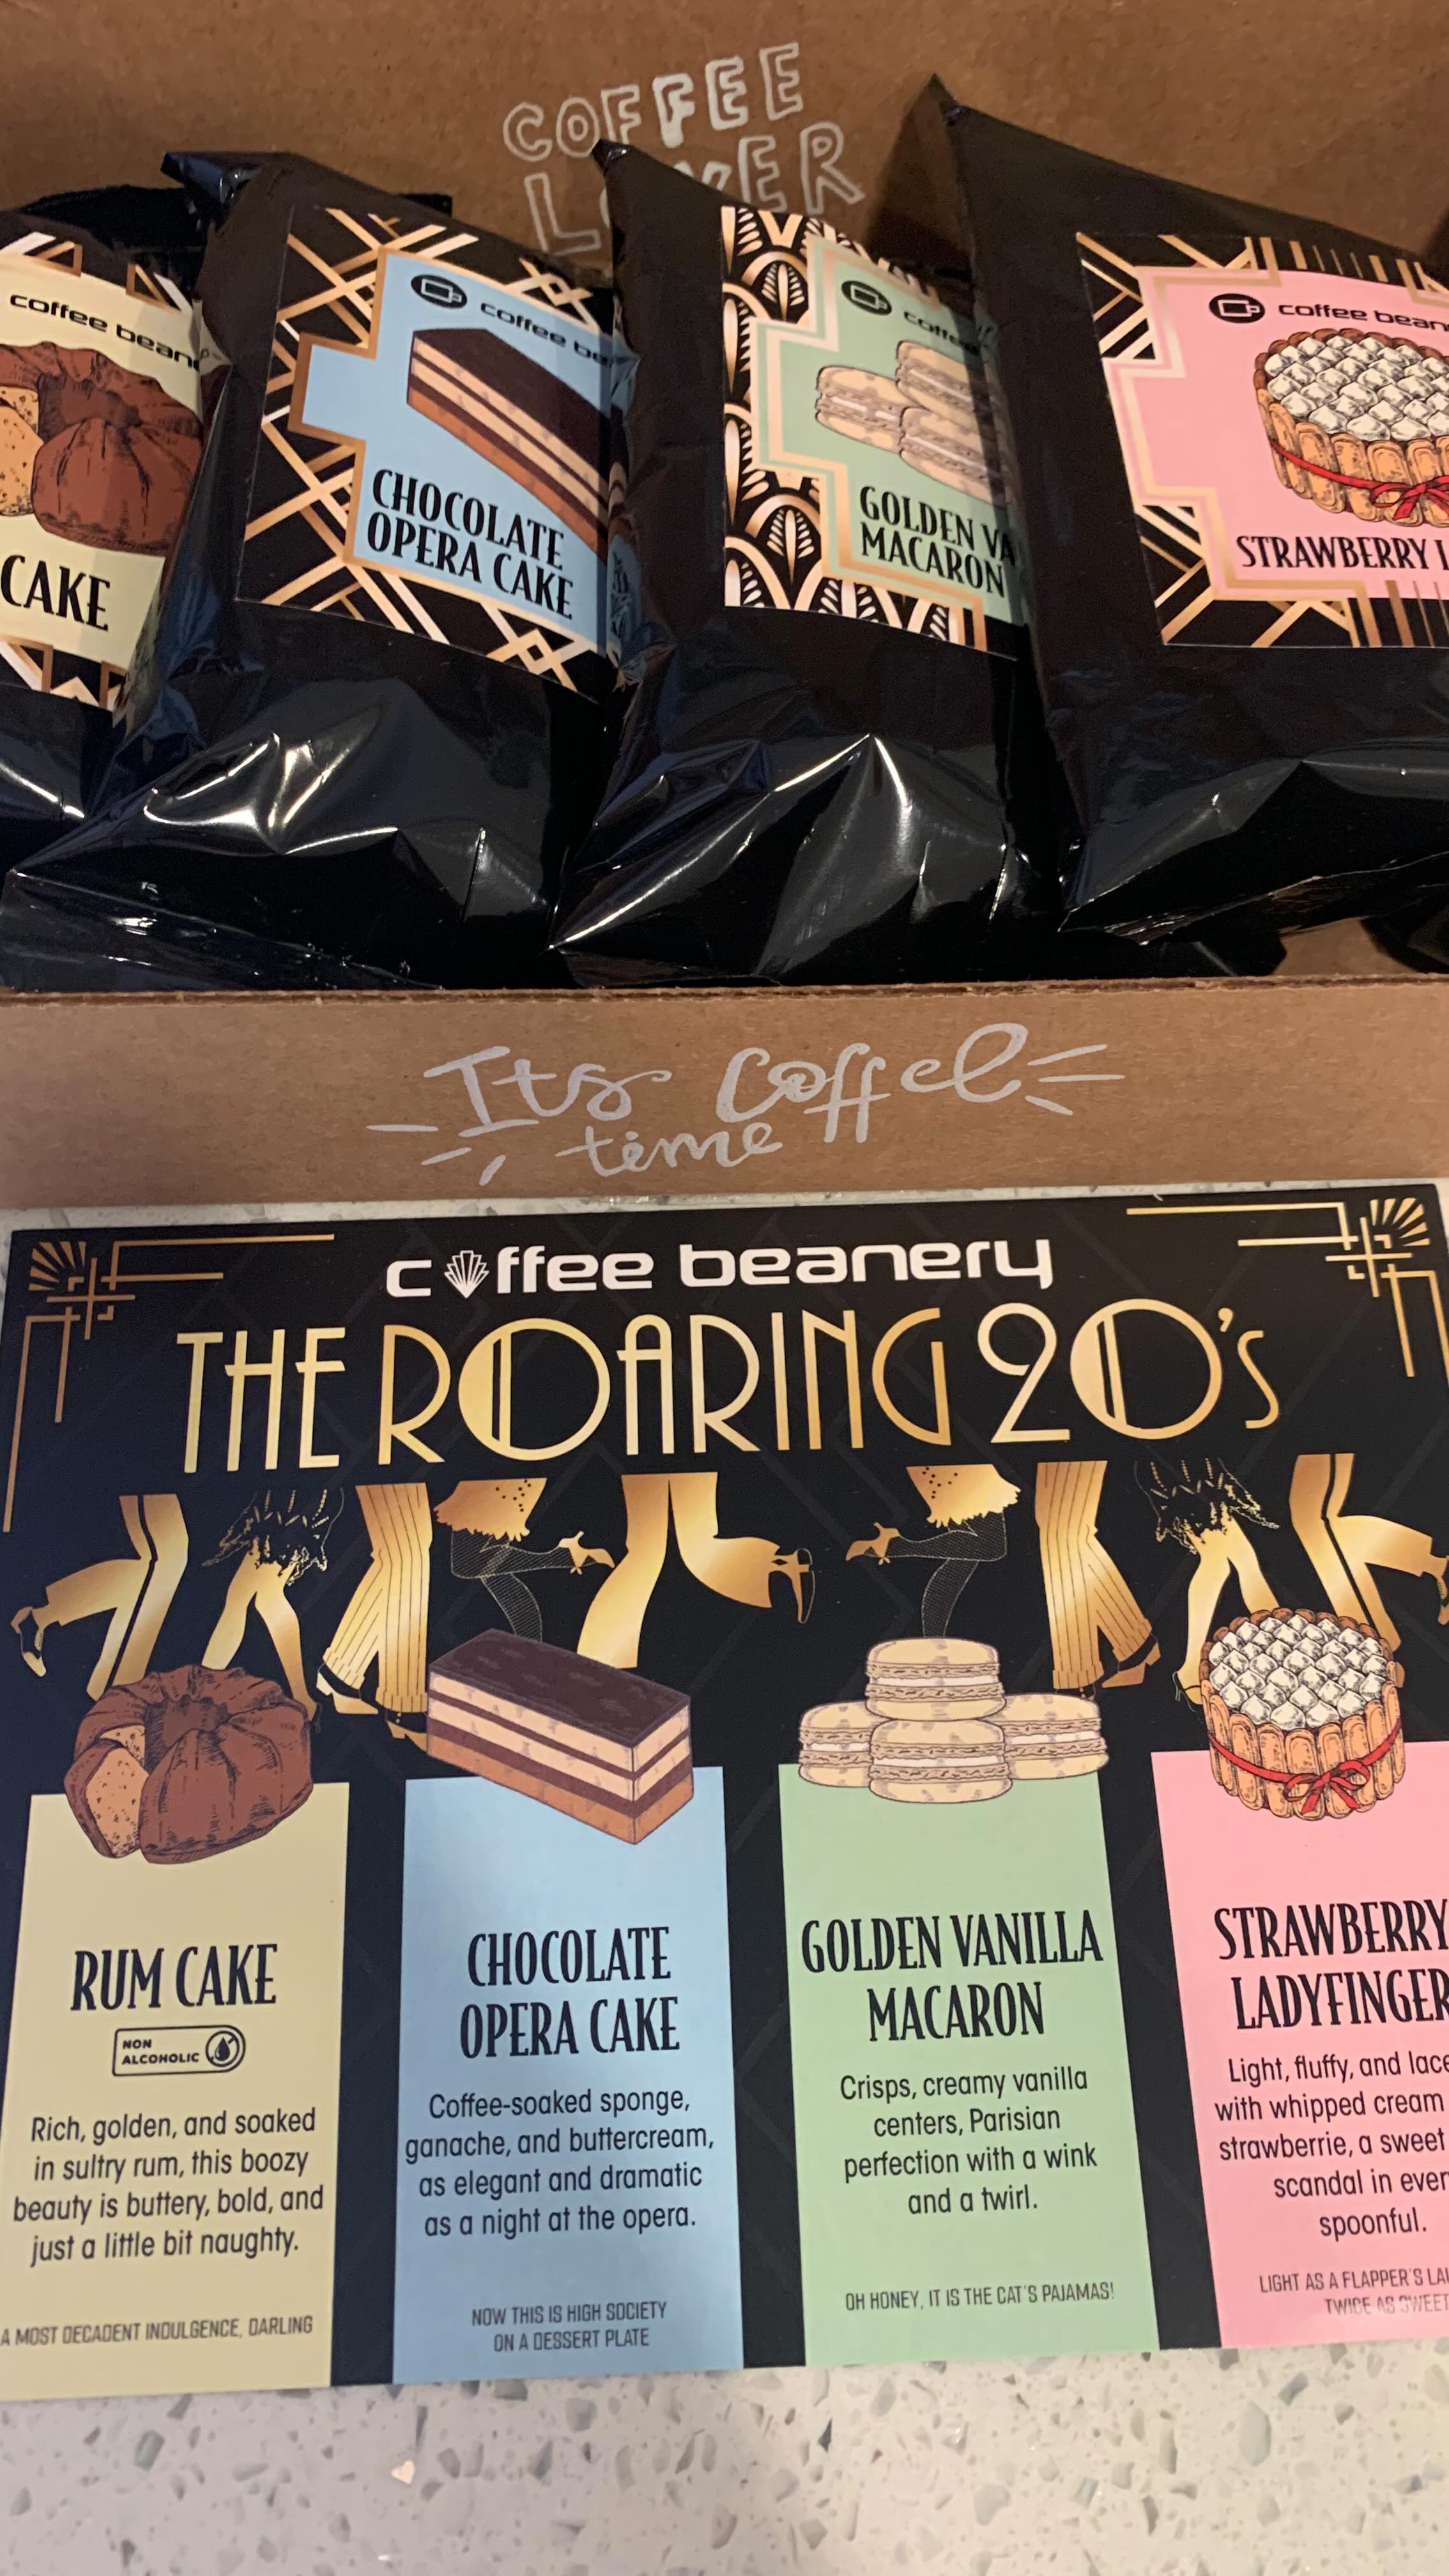 COFFEE
LOVER
coffee bean
CAKE
coffee be
CHOCOLATE
OPERA CAKE
coffe
GOLDEN VA
MACARON
coffee bean
STRAWBERRY L
Its Coffee
time
coffee beanery
THE ROARING 20's
RUM CAKE
NON
ALCOHOLIC
Rich, golden, and soaked
in sultry rum, this boozy
beauty is buttery, bold, and
just a little bit naughty.
A MOST DECADENT INDULGENCE, DARLING
CHOCOLATE
OPERA CAKE
Coffee-soaked sponge,
ganache, and buttercream,
as elegant and dramatic
as a night at the opera.
NOW THIS IS HIGH SOCIETY
ON A DESSERT PLATE
GOLDEN VANILLA
MACARON
Crisps, creamy vanilla
centers, Parisian
perfection with a wink
and a twirl.
OH HONEY, IT IS THE CAT'S PAJAMAS!
STRAWBERRY
LADYFINGER
Light, fluffy, and lace
with whipped cream
strawberrie, a sweet
scandal in ever
spoonful.
LIGHT AS A FLAPPER'S LA
TWICE AS SWEET